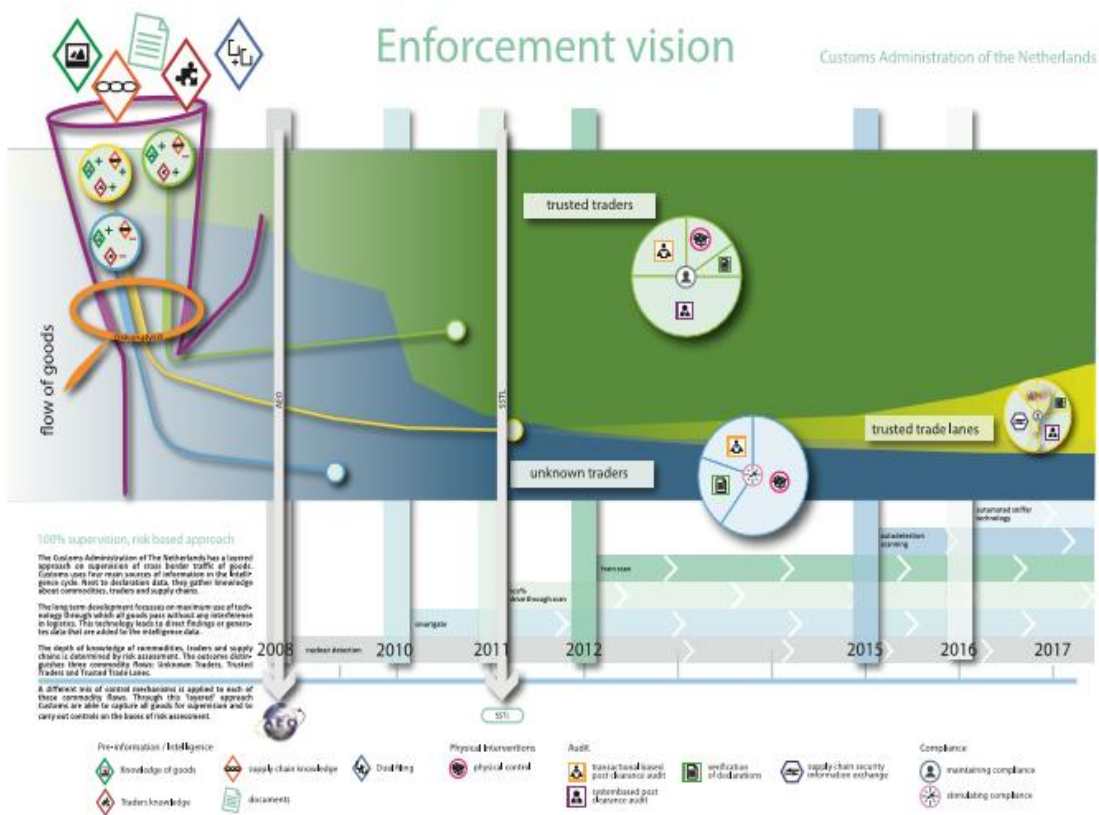 Enforcement vision
Customs Administration of the Netherlands
trusted traders
flow of goods
AEO
SSTL
trusted trade lanes
unknown traders
automated sniffer
technology
autodetection
scanning
100% supervision, risk based approach
The Customs Administration of The Netherlands has a layered
approach on supervision of cross border traffic of goods.
Customs uses four main sources of information in the intelli-
gence cycle. Next to declaration data, they gather knowledge
about commodities, traders and supply chains.
train scan
100%
drive through scan
The long term development focusses on maximum use of tech-
nology through which all goods pass without any interference
in logistics. This technology leads to direct findings or genera-
tes data that are added to the intelligence data.
smartgate
The depth of knowledge of commodities, traders and supply
chains is determined by risk assessment. The outcome distin-
guishes three commodity flows: Unknown Traders, Trusted
Traders and Trusted Trade Lanes.
2008
nuclear detection
2010
2011
2012
2015
2016
2017
A different mix of control mechanisms is applied to each of
these commodity flows. Through this 'layered' approach
Customs are able to capture all goods for supervision and to
carry out controls on the bases of risk assessment.
AEO
SSTL
Pre-information / Intelligence
Physical Interventions
Audit
Compliance
Knowledge of goods
supply chain knowledge
Dualfiling
physical control
transactional based
post clearance audit
verification
of declarations
supply chain security
information exchange
maintaining compliance
Traders knowledge
documents
systembased post
clearance audit
stimulating compliance